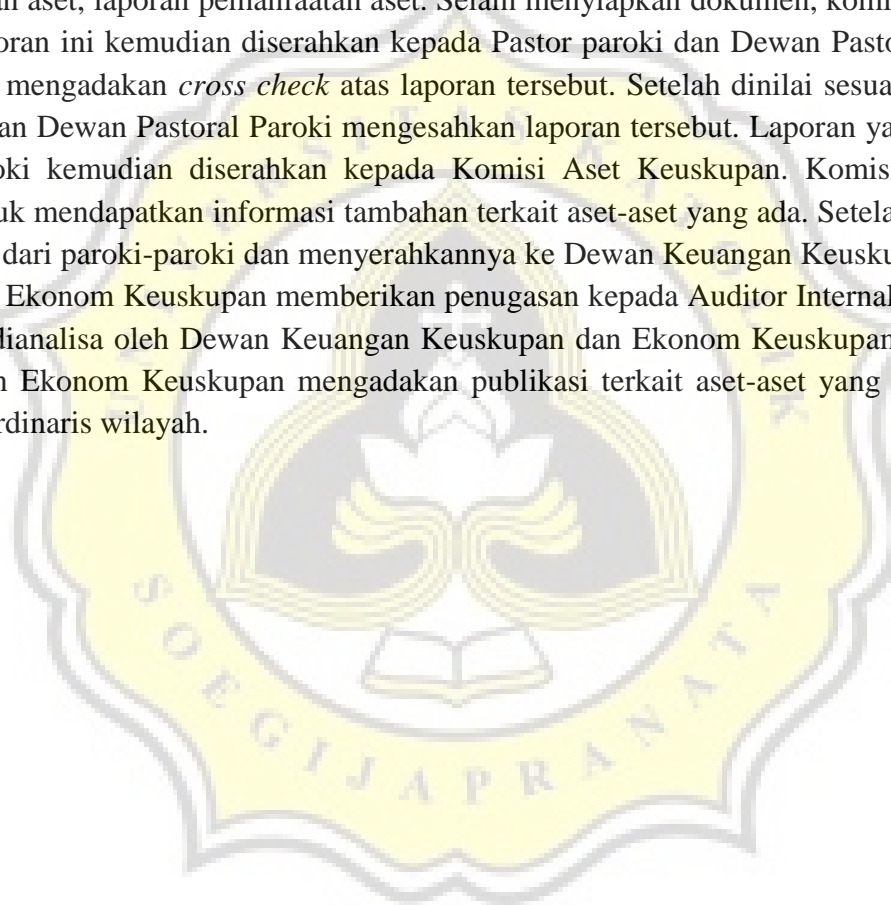 an aset, laporan pemanfaatan aset. Selain menyiapkan dokumen, komi
oran ini kemudian diserahkan kepada Pastor paroki dan Dewan Pasto
mengadakan cross check atas laporan tersebut. Setelah dinilai sesua
an Dewan Pastoral Paroki mengesahkan laporan tersebut. Laporan ya
oki kemudian diserahkan kepada Komisi Aset Keuskupan. Komis
uk mendapatkan informasi tambahan terkait aset-aset yang ada. Setela
dari paroki-paroki dan menyerahkannya ke Dewan Keuangan Keusku
Ekonom Keuskupan memberikan penugasan kepada Auditor Internal
dianalisa oleh Dewan Keuangan Keuskupan dan Ekonom Keuskupan
n Ekonom Keuskupan mengadakan publikasi terkait aset-aset yang
rdinaris wilayah.
UNIVERSITAS KATOLIK
SOEGIJAPRANATA